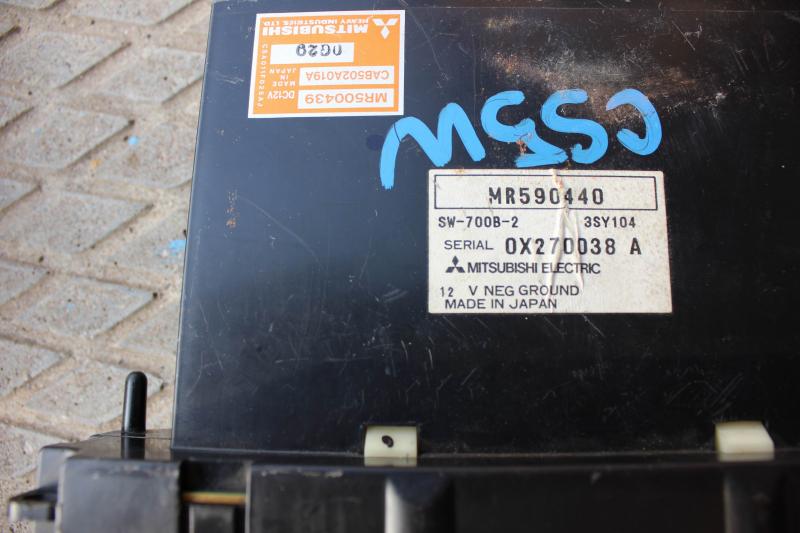 MITSUBISHI
HEAVY INDUSTRIES, LTD.
0G29
MADE IN JAPAN
CAB502A019A
DC12V
MR500439
MR590440
SW-700B-2 3SY104
SERIAL 0X270038 A
MITSUBISHI ELECTRIC
12 V NEG GROUND
MADE IN JAPAN